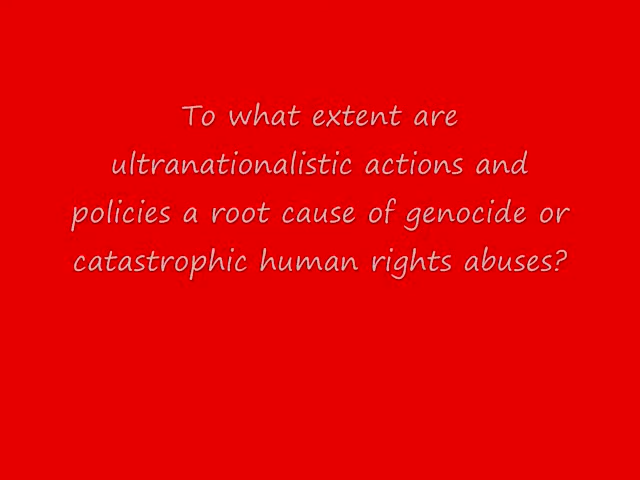 To what extent are
ultranationalistic actions and
policies a root cause of genocide or
catastrophic human rights abuses?